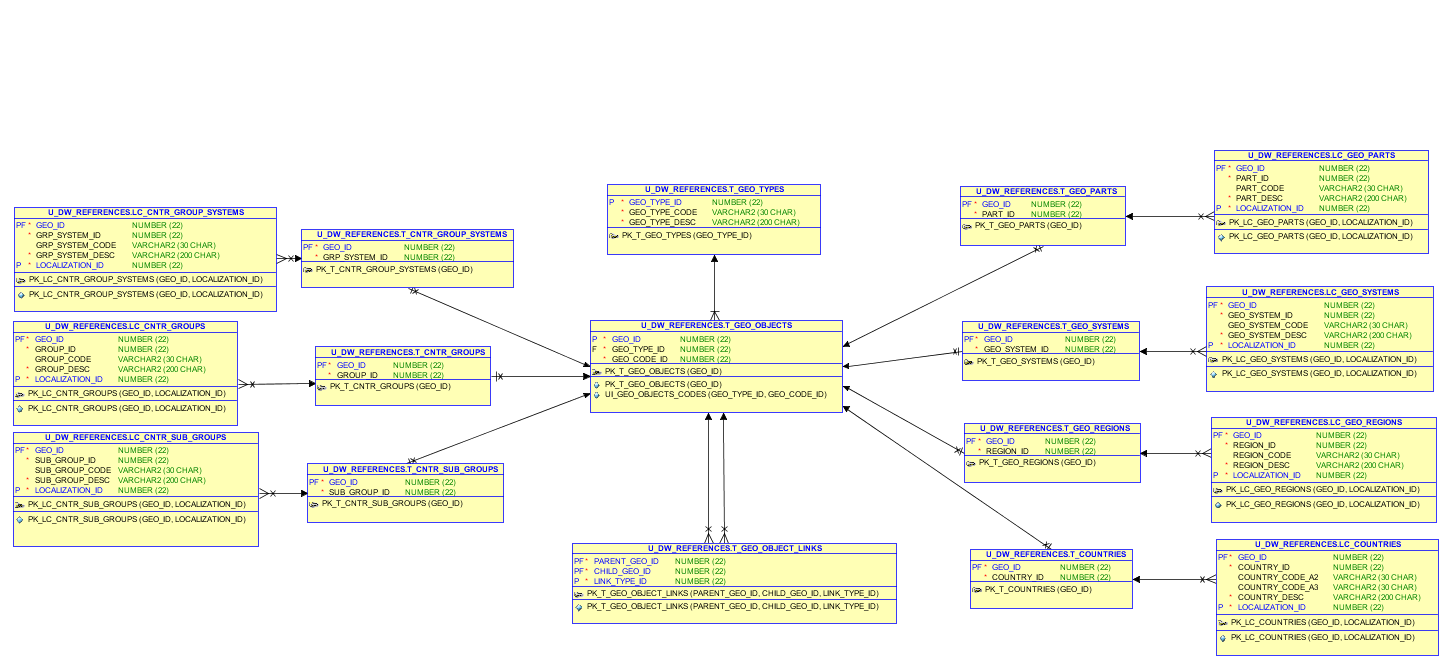 U_DW_REFERENCES.LC_CNTR_GROUP_SYSTEMS
PF * GEO_ID NUMBER (22)
* GRP_SYSTEM_ID NUMBER (22)
GRP_SYSTEM_CODE VARCHAR2 (30 CHAR)
* GRP_SYSTEM_DESC VARCHAR2 (200 CHAR)
P * LOCALIZATION_ID NUMBER (22)
PK_LC_CNTR_GROUP_SYSTEMS (GEO_ID, LOCALIZATION_ID)
PK_LC_CNTR_GROUP_SYSTEMS (GEO_ID, LOCALIZATION_ID)
U_DW_REFERENCES.LC_CNTR_GROUPS
PF * GEO_ID NUMBER (22)
* GROUP_ID NUMBER (22)
GROUP_CODE VARCHAR2 (30 CHAR)
* GROUP_DESC VARCHAR2 (200 CHAR)
P * LOCALIZATION_ID NUMBER (22)
PK_LC_CNTR_GROUPS (GEO_ID, LOCALIZATION_ID)
PK_LC_CNTR_GROUPS (GEO_ID, LOCALIZATION_ID)
U_DW_REFERENCES.LC_CNTR_SUB_GROUPS
PF * GEO_ID NUMBER (22)
* SUB_GROUP_ID NUMBER (22)
SUB_GROUP_CODE VARCHAR2 (30 CHAR)
* SUB_GROUP_DESC VARCHAR2 (200 CHAR)
P * LOCALIZATION_ID NUMBER (22)
PK_LC_CNTR_SUB_GROUPS (GEO_ID, LOCALIZATION_ID)
PK_LC_CNTR_SUB_GROUPS (GEO_ID, LOCALIZATION_ID)
U_DW_REFERENCES.T_CNTR_GROUP_SYSTEMS
PF * GEO_ID NUMBER (22)
* GRP_SYSTEM_ID NUMBER (22)
PK_T_CNTR_GROUP_SYSTEMS (GEO_ID)
U_DW_REFERENCES.T_CNTR_GROUPS
PF * GEO_ID NUMBER (22)
* GROUP_ID NUMBER (22)
PK_T_CNTR_GROUPS (GEO_ID)
U_DW_REFERENCES.T_CNTR_SUB_GROUPS
PF * GEO_ID NUMBER (22)
* SUB_GROUP_ID NUMBER (22)
PK_T_CNTR_SUB_GROUPS (GEO_ID)
U_DW_REFERENCES.T_GEO_TYPES
P * GEO_TYPE_ID NUMBER (22)
* GEO_TYPE_CODE VARCHAR2 (30 CHAR)
* GEO_TYPE_DESC VARCHAR2 (200 CHAR)
PK_T_GEO_TYPES (GEO_TYPE_ID)
U_DW_REFERENCES.T_GEO_OBJECTS
P * GEO_ID NUMBER (22)
F * GEO_TYPE_ID NUMBER (22)
* GEO_CODE_ID NUMBER (22)
PK_T_GEO_OBJECTS (GEO_ID)
PK_T_GEO_OBJECTS (GEO_ID)
UI_GEO_OBJECTS_CODES (GEO_TYPE_ID, GEO_CODE_ID)
U_DW_REFERENCES.T_GEO_OBJECT_LINKS
PF * PARENT_GEO_ID NUMBER (22)
PF * CHILD_GEO_ID NUMBER (22)
P * LINK_TYPE_ID NUMBER (22)
PK_T_GEO_OBJECT_LINKS (PARENT_GEO_ID, CHILD_GEO_ID, LINK_TYPE_ID)
PK_T_GEO_OBJECT_LINKS (PARENT_GEO_ID, CHILD_GEO_ID, LINK_TYPE_ID)
U_DW_REFERENCES.T_GEO_PARTS
PF * GEO_ID NUMBER (22)
* PART_ID NUMBER (22)
PK_T_GEO_PARTS (GEO_ID)
U_DW_REFERENCES.T_GEO_SYSTEMS
PF * GEO_ID NUMBER (22)
* GEO_SYSTEM_ID NUMBER (22)
PK_T_GEO_SYSTEMS (GEO_ID)
U_DW_REFERENCES.T_GEO_REGIONS
PF * GEO_ID NUMBER (22)
* REGION_ID NUMBER (22)
PK_T_GEO_REGIONS (GEO_ID)
U_DW_REFERENCES.T_COUNTRIES
PF * GEO_ID NUMBER (22)
* COUNTRY_ID NUMBER (22)
PK_T_COUNTRIES (GEO_ID)
U_DW_REFERENCES.LC_GEO_PARTS
PF * GEO_ID NUMBER (22)
* PART_ID NUMBER (22)
PART_CODE VARCHAR2 (30 CHAR)
* PART_DESC VARCHAR2 (200 CHAR)
P * LOCALIZATION_ID NUMBER (22)
PK_LC_GEO_PARTS (GEO_ID, LOCALIZATION_ID)
PK_LC_GEO_PARTS (GEO_ID, LOCALIZATION_ID)
U_DW_REFERENCES.LC_GEO_SYSTEMS
PF * GEO_ID NUMBER (22)
* GEO_SYSTEM_ID NUMBER (22)
GEO_SYSTEM_CODE VARCHAR2 (30 CHAR)
* GEO_SYSTEM_DESC VARCHAR2 (200 CHAR)
P * LOCALIZATION_ID NUMBER (22)
PK_LC_GEO_SYSTEMS (GEO_ID, LOCALIZATION_ID)
PK_LC_GEO_SYSTEMS (GEO_ID, LOCALIZATION_ID)
U_DW_REFERENCES.LC_GEO_REGIONS
PF * GEO_ID NUMBER (22)
* REGION_ID NUMBER (22)
REGION_CODE VARCHAR2 (30 CHAR)
* REGION_DESC VARCHAR2 (200 CHAR)
P * LOCALIZATION_ID NUMBER (22)
PK_LC_GEO_REGIONS (GEO_ID, LOCALIZATION_ID)
PK_LC_GEO_REGIONS (GEO_ID, LOCALIZATION_ID)
U_DW_REFERENCES.LC_COUNTRIES
PF * GEO_ID NUMBER (22)
* COUNTRY_ID NUMBER (22)
COUNTRY_CODE_A2 VARCHAR2 (30 CHAR)
COUNTRY_CODE_A3 VARCHAR2 (30 CHAR)
* COUNTRY_DESC VARCHAR2 (200 CHAR)
P * LOCALIZATION_ID NUMBER (22)
PK_LC_COUNTRIES (GEO_ID, LOCALIZATION_ID)
PK_LC_COUNTRIES (GEO_ID, LOCALIZATION_ID)